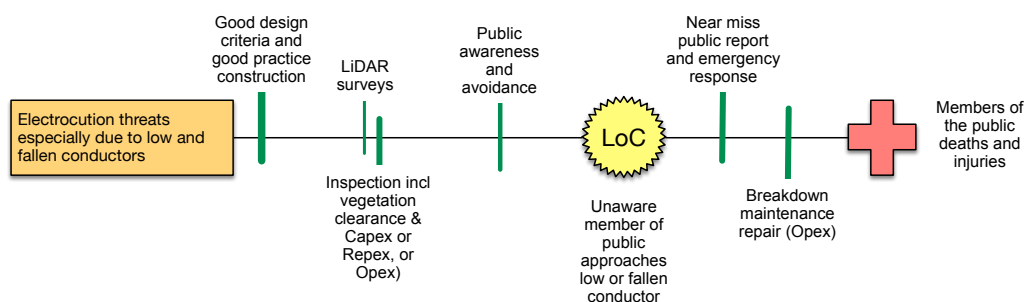 Good design
criteria and
good practice
construction
LiDAR
surveys
Public
awareness
and
avoidance
Near miss
public report
and emergency
response
Electrocution threats
especially due to low and
fallen conductors
LoC
Members of
the public
deaths and
injuries
Inspection incl
vegetation
clearance &
Capex or
Repex, or
Opex)
Unaware
member of
public
approaches
low or fallen
conductor
Breakdown
maintenance
repair (Opex)